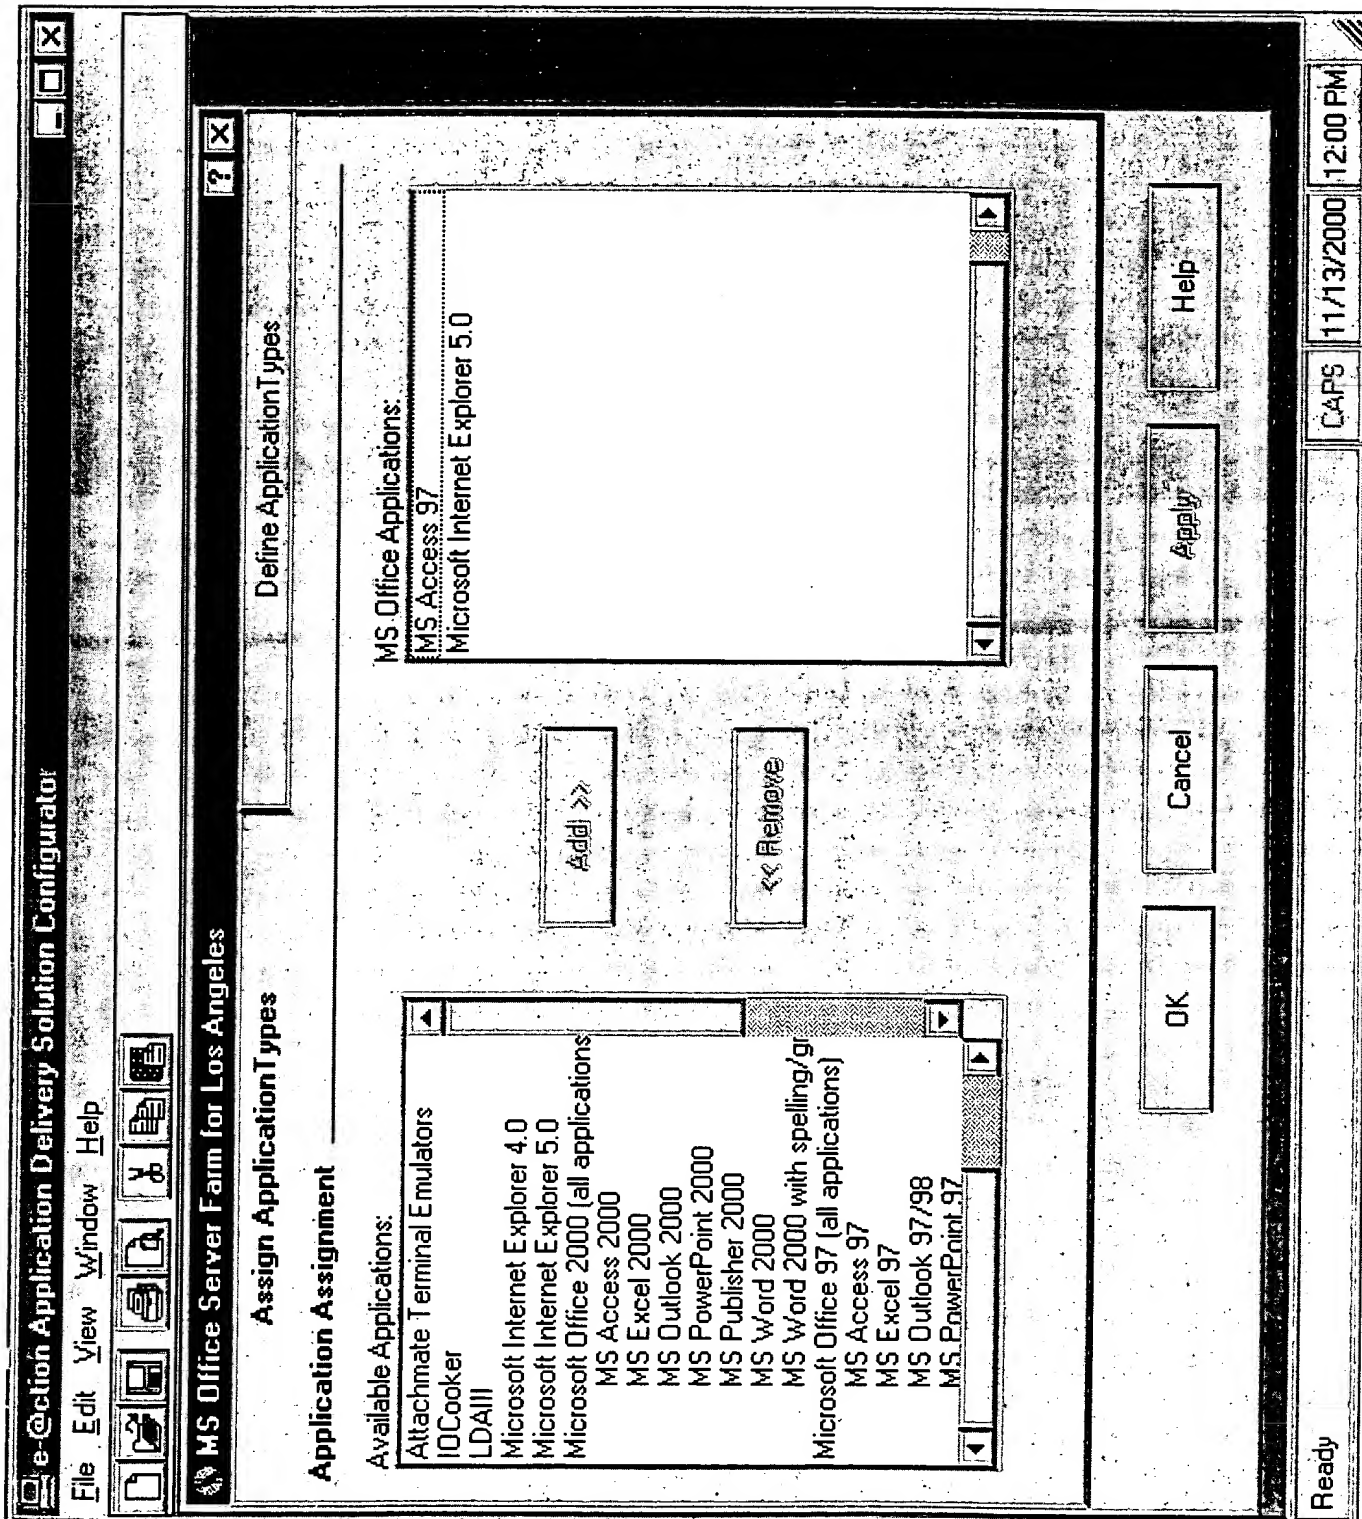 e-@ction Application Delivery Solution Configurator
File Edit View Window Help
MS Office Server Farm for Los Angeles
Assign ApplicationTypes
Define ApplicationTypes
Application Assignment
Available Applications:
Attachmate Terminal Emulators
IOCooker
LDAIII
Microsoft Internet Explorer 4.0
Microsoft Internet Explorer 5.0
Microsoft Office 2000 (all applications
MS Access 2000
MS Excel 2000
MS Outlook 2000
MS PowerPoint 2000
MS Publisher 2000
MS Word 2000
MS Word 2000 with spelling/gr
Microsoft Office 97 (all applications)
MS Access 97
MS Excel 97
MS Outlook 97/98
MS PowerPoint 97
Add >>
<< Remove
MS Office Applications:
MS Access 97
Microsoft Internet Explorer 5.0
OK
Cancel
Apply
Help
Ready
CAPS
11/13/2000
12:00 PM